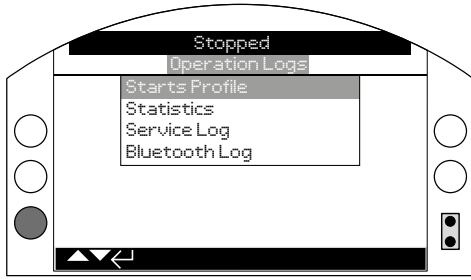 Stopped
Operation Logs
Starts Profile
Statistics
Service Log
Bluetooth Log